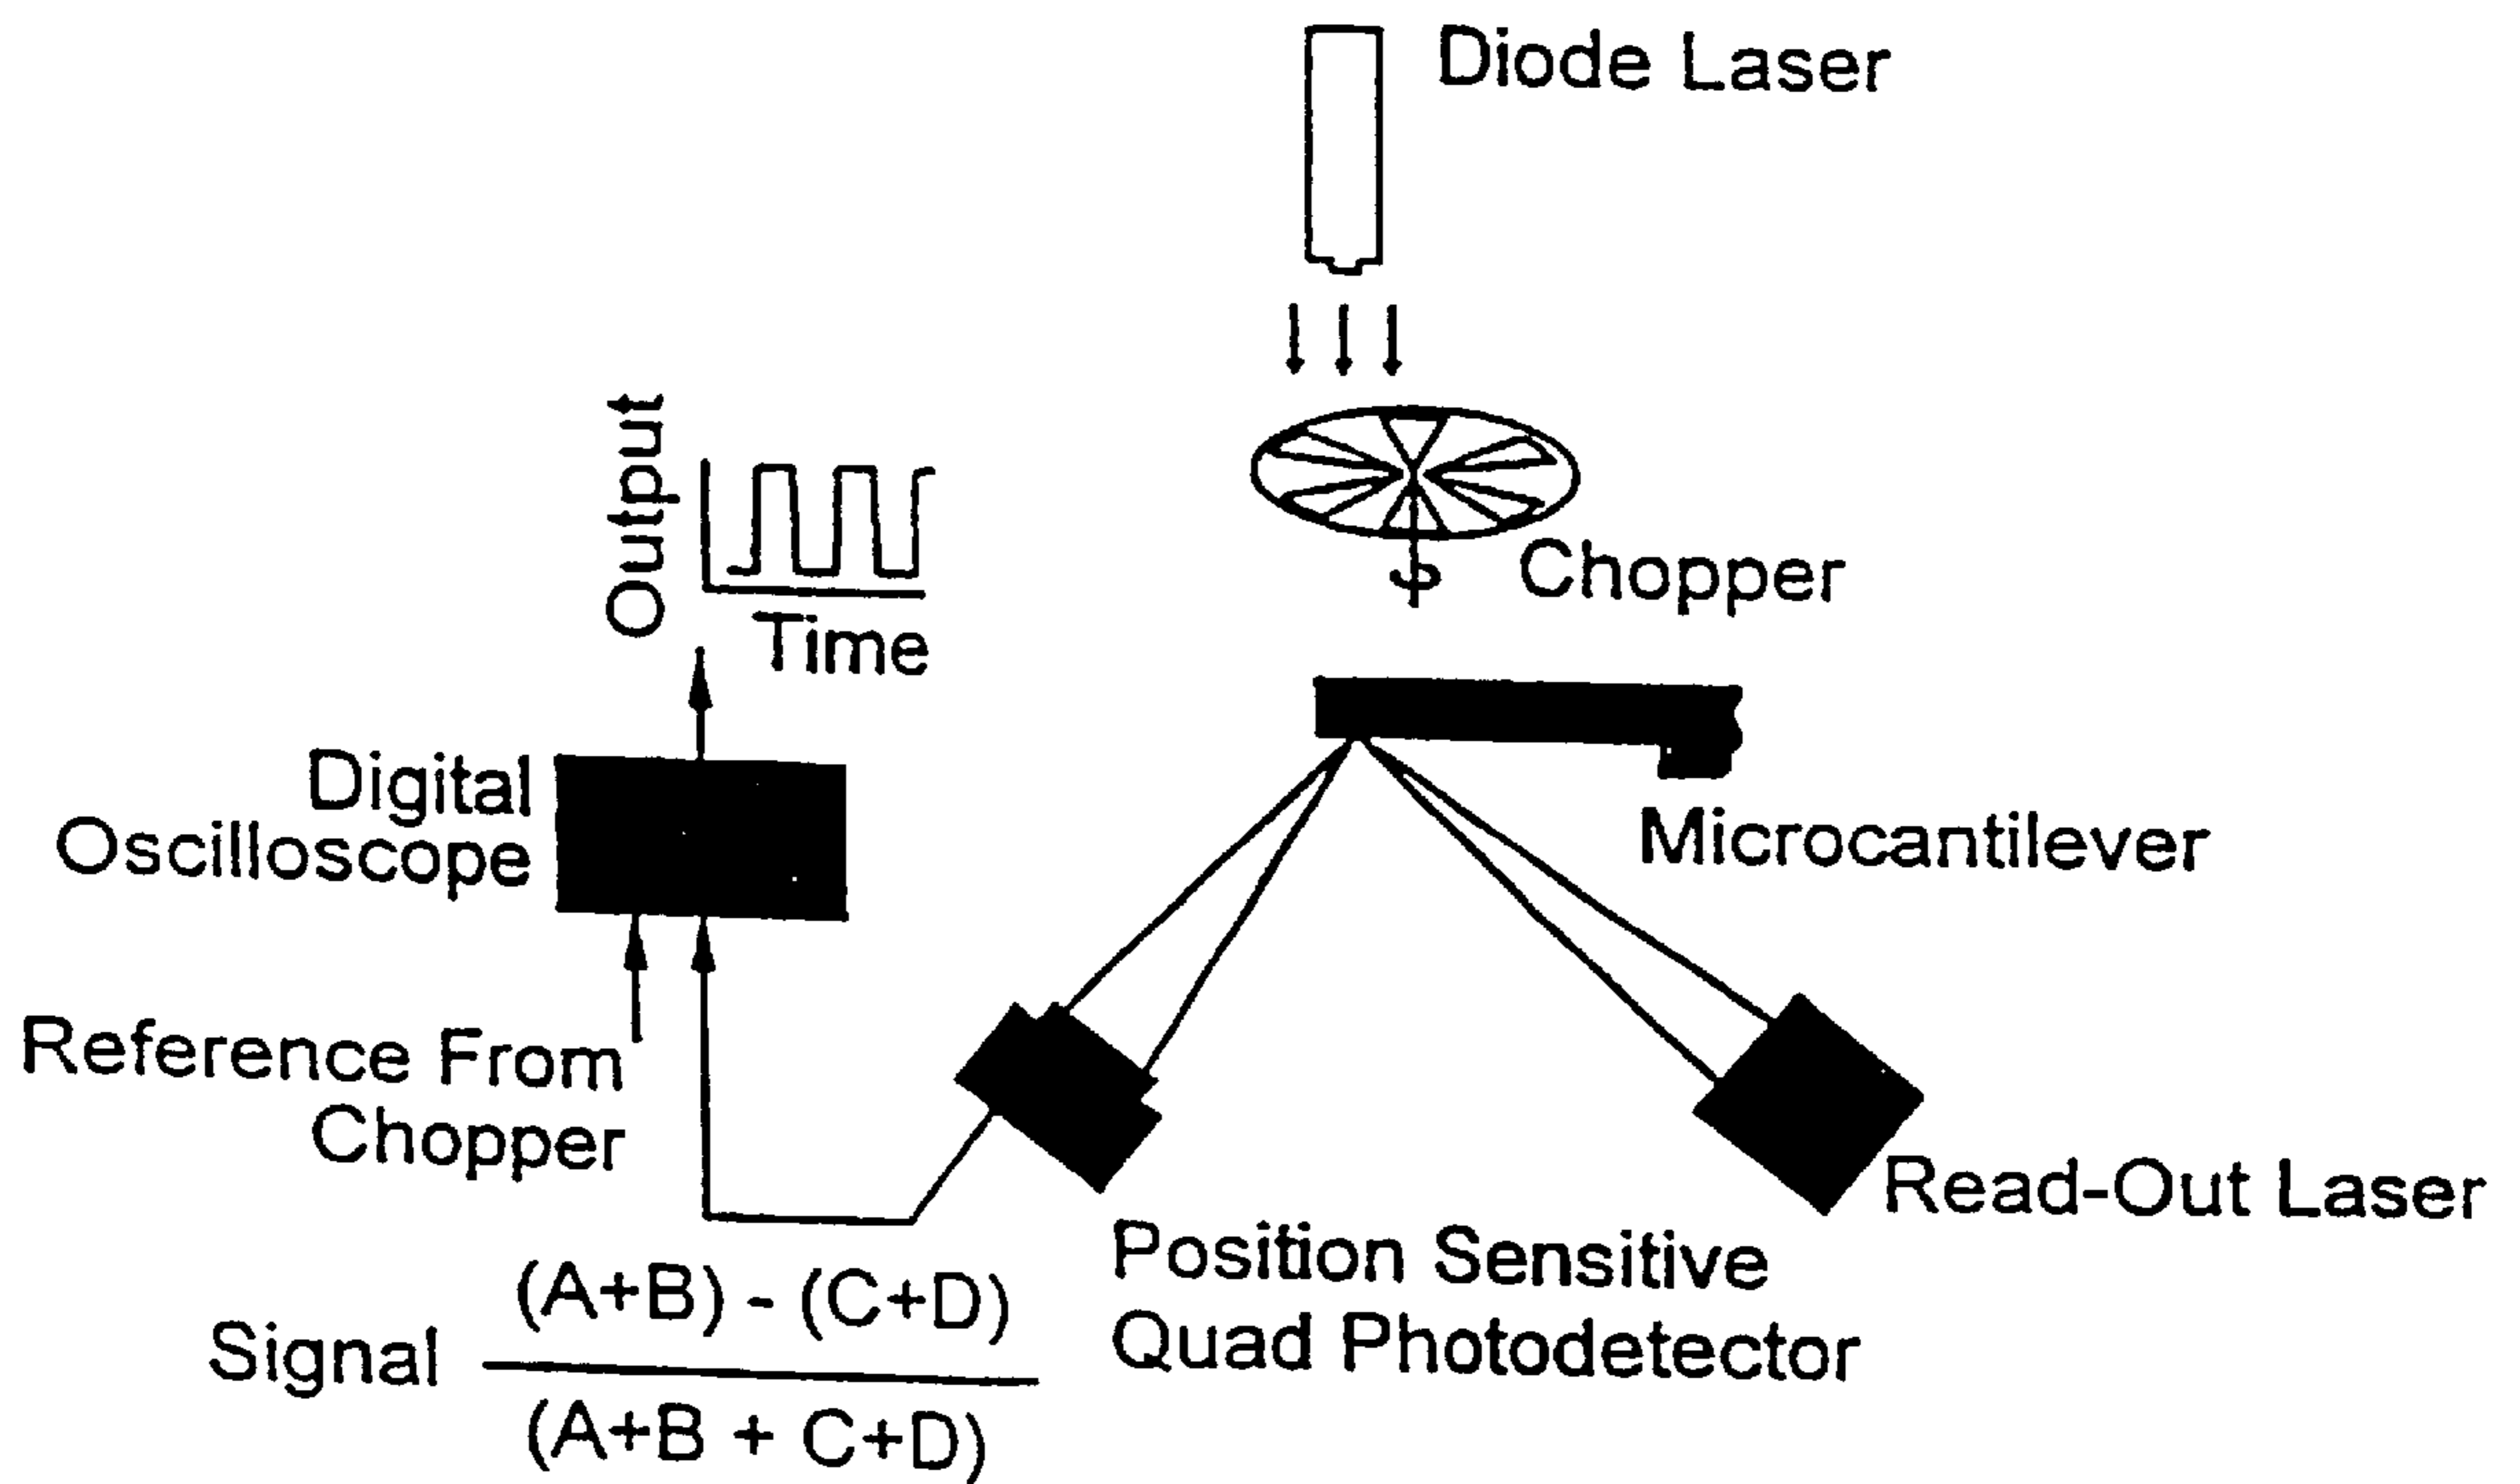 Diode Laser
Output
Time
Chopper
Digital
Oscilloscope
Microcantilever
Reference From
Chopper
Read-Out Laser
Position Sensitive
Quad Photodetector
(A+B) - (C+D)
Signal
(A+B + C+D)